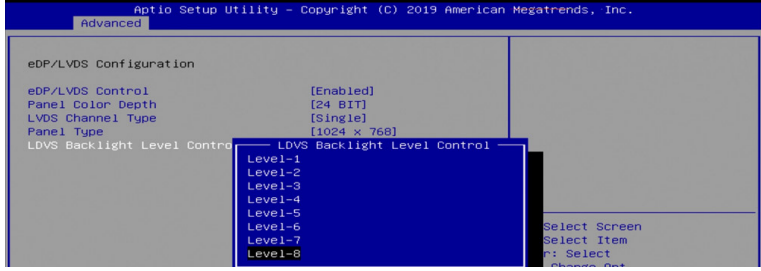 Aptio Setup Utility – Copyright (C) 2019 American Megatrends, Inc.
Advanced
eDP/LVDS Configuration
eDP/LVDS Control [Enabled]
Panel Color Depth [24 BIT]
LVDS Channel Type [Single]
Panel Type [1024 x 768]
LDVS Backlight Level Contro
LDVS Backlight Level Control
Level-1
Level-2
Level-3
Level-4
Level-5
Level-6
Level-7
Level-8
Select Screen
Select Item
r: Select
Change Opt